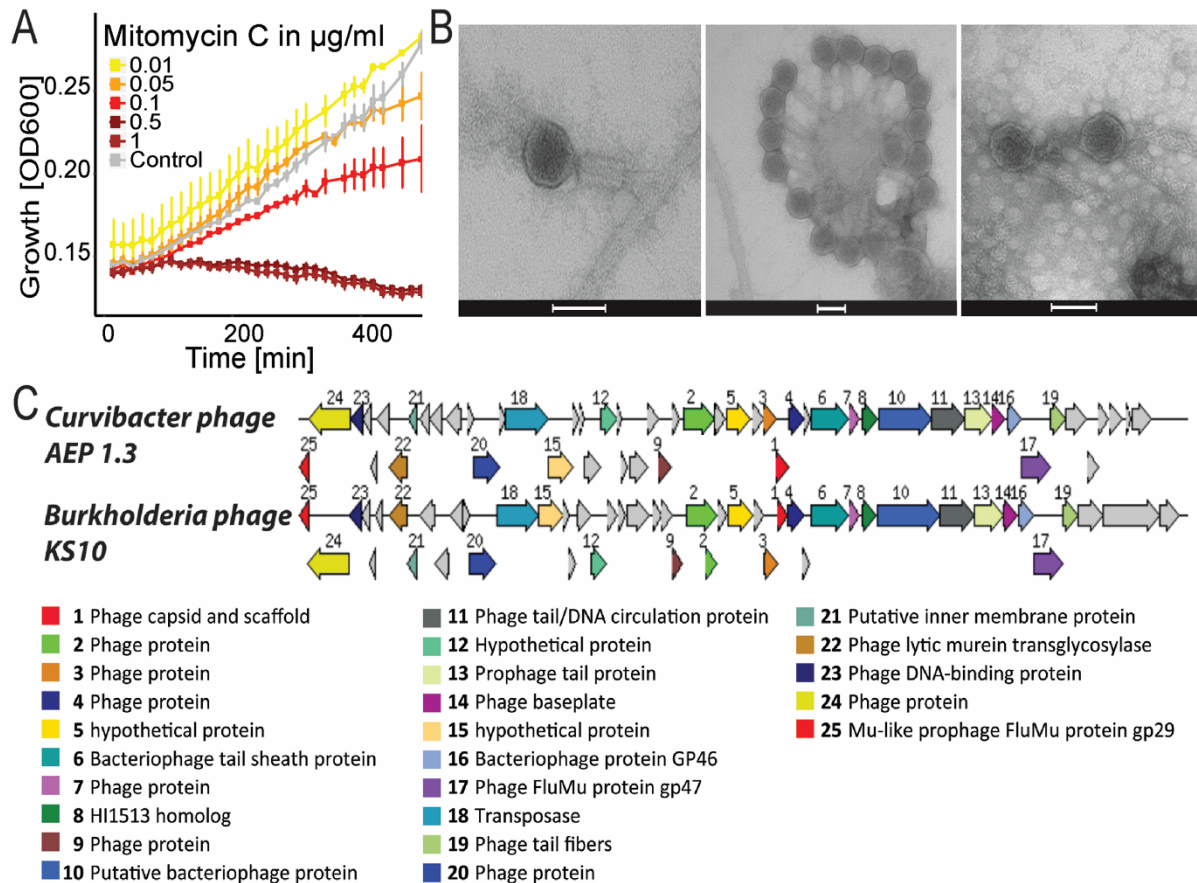 A
Mitomycin C in µg/ml
0.01
0.05
0.1
0.5
1
Control
0.25
0.20
0.15
Growth [OD600]
0 200 400
Time [min]
B
C
Curvibacter phage
AEP 1.3
24 23 21 18 12 2 5 3 4 6 7 8 10 11 13 14 16 19
25 22 20 15 9 1 17
Burkholderia phage
KS10
25 23 22 18 15 2 5 1 4 6 7 8 10 11 13 14 16 19
24 21 20 12 9 2 3 17
1 Phage capsid and scaffold
2 Phage protein
3 Phage protein
4 Phage protein
5 hypothetical protein
6 Bacteriophage tail sheath protein
7 Phage protein
8 HI1513 homolog
9 Phage protein
10 Putative bacteriophage protein
11 Phage tail/DNA circulation protein
12 Hypothetical protein
13 Prophage tail protein
14 Phage baseplate
15 hypothetical protein
16 Bacteriophage protein GP46
17 Phage FluMu protein gp47
18 Transposase
19 Phage tail fibers
20 Phage protein
21 Putative inner membrane protein
22 Phage lytic murein transglycosylase
23 Phage DNA-binding protein
24 Phage protein
25 Mu-like prophage FluMu protein gp29